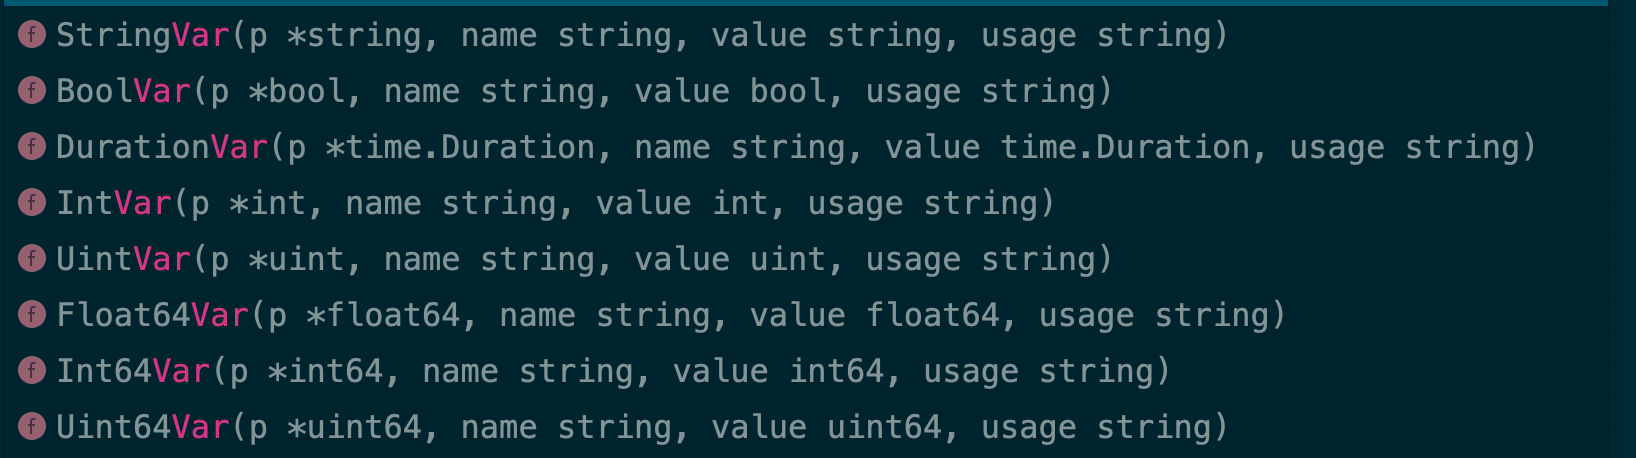 f StringVar(p *string, name string, value string, usage string)
f BoolVar(p *bool, name string, value bool, usage string)
f DurationVar(p *time.Duration, name string, value time.Duration, usage string)
f IntVar(p *int, name string, value int, usage string)
f UintVar(p *uint, name string, value uint, usage string)
f Float64Var(p *float64, name string, value float64, usage string)
f Int64Var(p *int64, name string, value int64, usage string)
f Uint64Var(p *uint64, name string, value uint64, usage string)